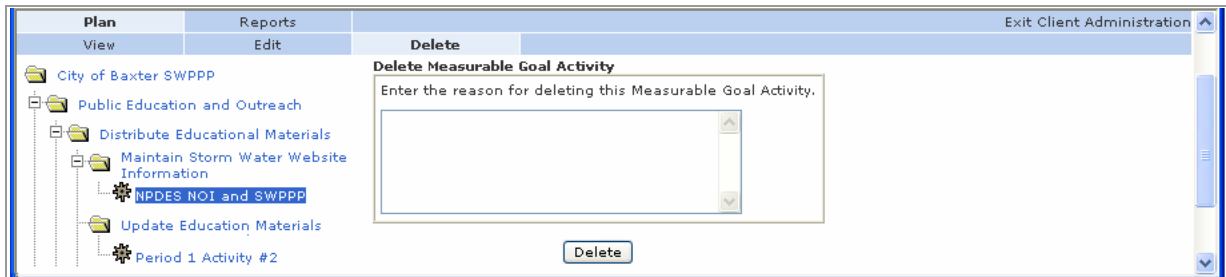 Plan Reports Exit Client Administration
View Edit Delete
City of Baxter SWPPP
Public Education and Outreach
Distribute Educational Materials
Maintain Storm Water Website
Information
NPDES NOI and SWPPP
Update Education Materials
Period 1 Activity #2
Delete Measurable Goal Activity
Enter the reason for deleting this Measurable Goal Activity.
Delete